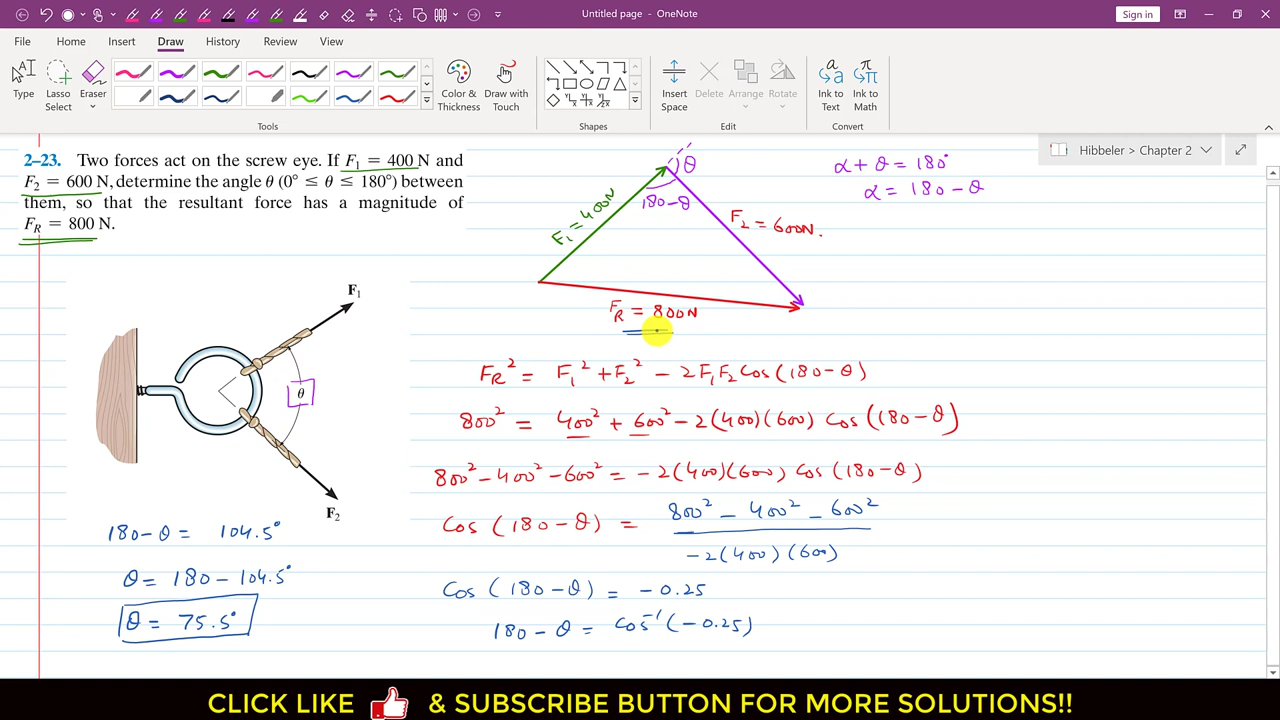 Untitled page - OneNote
Sign in
File Home Insert Draw History Review View
Type
Lasso Select
Eraser
Color & Thickness
Draw with Touch
Insert Space
Delete
Arrange
Rotate
Ink to Text
Ink to Math
Tools
Shapes
Edit
Convert
Hibbeler > Chapter 2
2–23. Two forces act on the screw eye. If F₁ = 400 N and
F₂ = 600 N, determine the angle θ (0° ≤ θ ≤ 180°) between
them, so that the resultant force has a magnitude of
F_R = 800 N.
F₁
θ
F₂
θ
180-θ
F₁ = 400N
F₂ = 600N.
F_R = 800N
α + θ = 180°
α = 180 - θ
F_R² = F₁² + F₂² - 2F₁F₂ Cos(180-θ)
800² = 400² + 600² - 2(400)(600) Cos(180-θ)
800² - 400² - 600² = -2(400)(600) Cos(180-θ)
Cos(180-θ) = 800² - 400² - 600²
-2(400)(600)
Cos(180-θ) = -0.25
180-θ = Cos⁻¹(-0.25)
180-θ = 104.5°
θ = 180 - 104.5°
θ = 75.5°
CLICK LIKE & SUBSCRIBE BUTTON FOR MORE SOLUTIONS!!